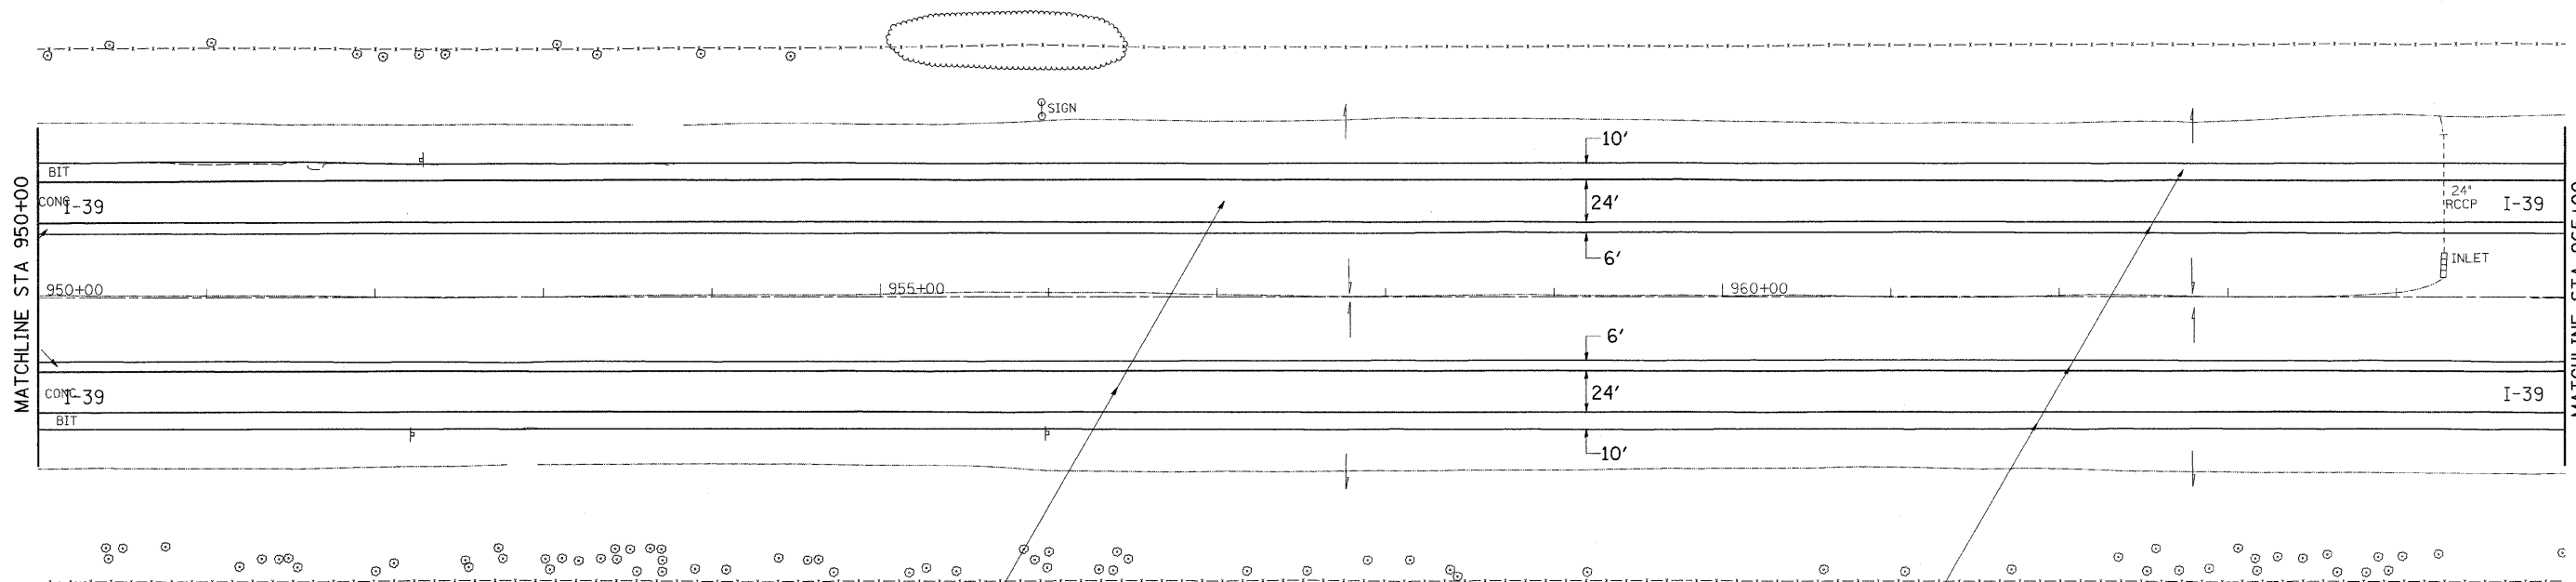 SIGN
10'
BIT
MATCHLINE STA 950+00
CONC
I-39
24'
24"
RCCP
I-39
6'
INLET
950+00
955+00
960+00
6'
CONC
I-39
24'
I-39
BIT
10'